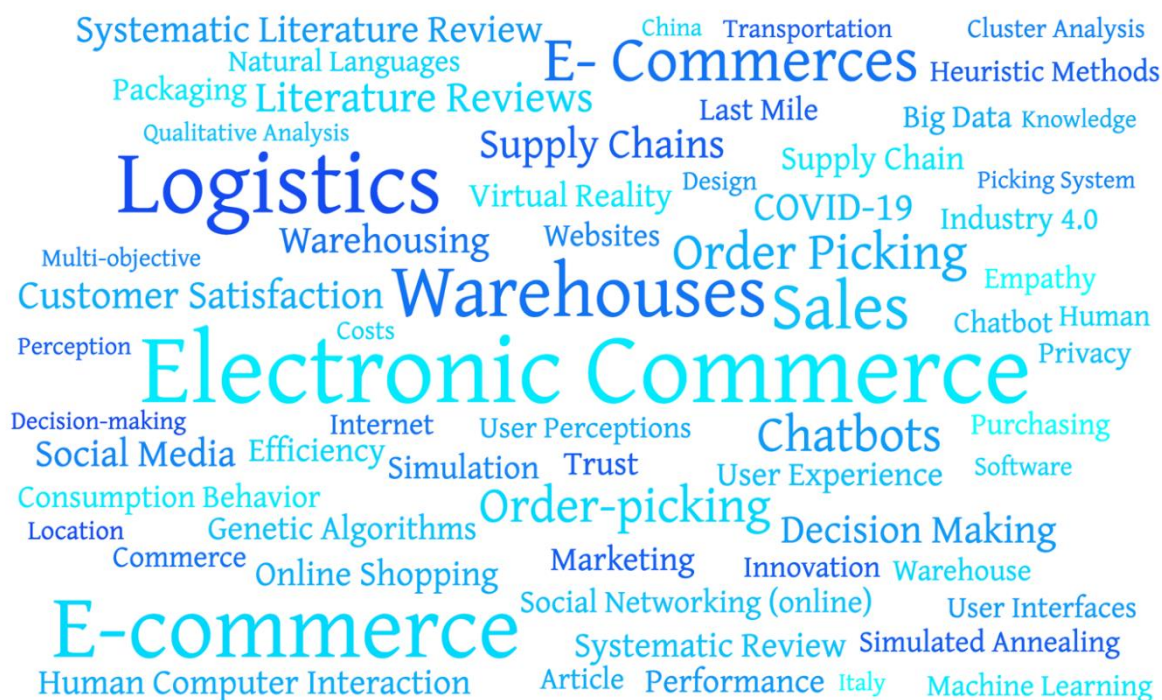 Systematic Literature Review
China
Transportation
Cluster Analysis
Natural Languages
E- Commerces
Heuristic Methods
Packaging
Literature Reviews
Last Mile
Big Data
Knowledge
Qualitative Analysis
Supply Chains
Supply Chain
Logistics
Virtual Reality
Design
Picking System
COVID-19
Industry 4.0
Warehousing
Websites
Order Picking
Multi-objective
Empathy
Customer Satisfaction
Warehouses
Sales
Chatbot
Human
Costs
Perception
Electronic Commerce
Privacy
Decision-making
Internet
User Perceptions
Chatbots
Purchasing
Social Media
Efficiency
Simulation
Trust
User Experience
Software
Consumption Behavior
Order-picking
Location
Genetic Algorithms
Decision Making
Commerce
Online Shopping
Marketing
Innovation
Warehouse
E-commerce
Social Networking (online)
User Interfaces
Systematic Review
Simulated Annealing
Human Computer Interaction
Article
Performance
Italy
Machine Learning